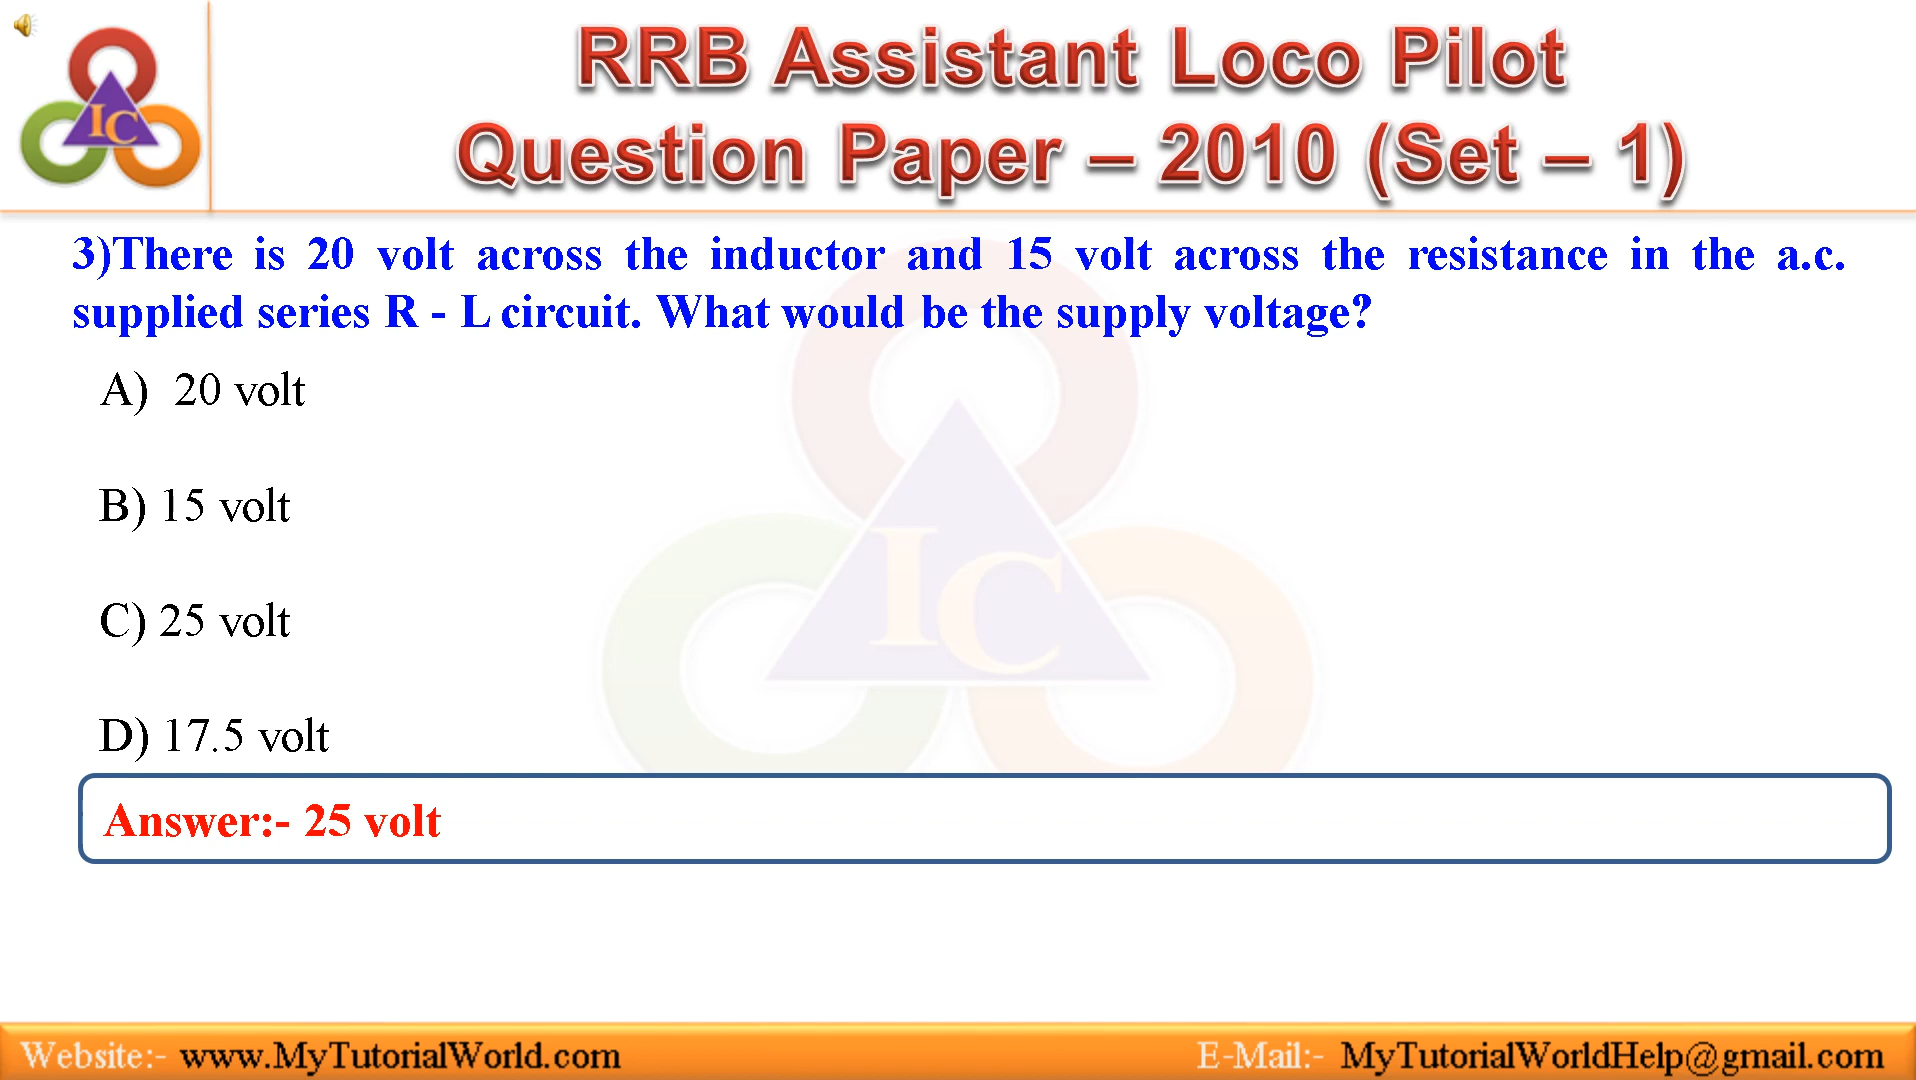 IC
RRB Assistant Loco Pilot
Question Paper – 2010 (Set – 1)
3)There is 20 volt across the inductor and 15 volt across the resistance in the a.c.
supplied series R - L circuit. What would be the supply voltage?
A) 20 volt
B) 15 volt
IC
C) 25 volt
D) 17.5 volt
Answer:- 25 volt
Website:- www.MyTutorialWorld.com
E-Mail:- MyTutorialWorldHelp@gmail.com